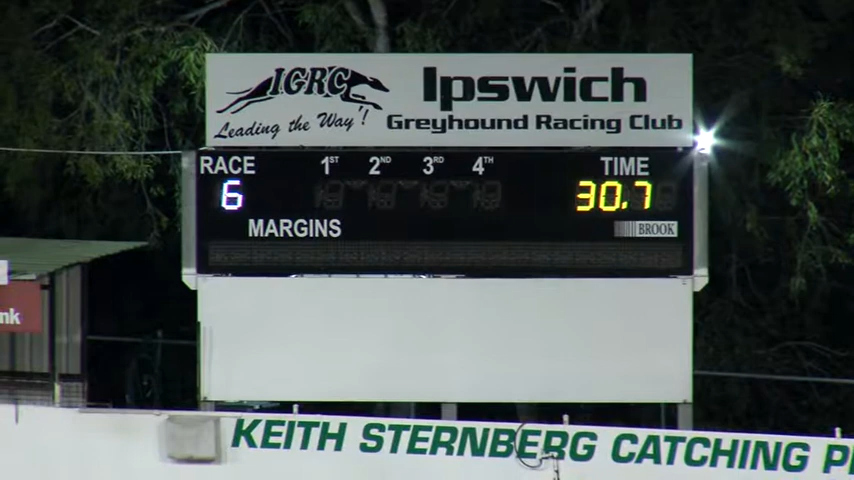 IGRC
Leading the Way!
Ipswich
Greyhound Racing Club
RACE 1ST 2ND 3RD 4TH TIME
6 30.7
MARGINS BROOK
nk
KEITH STERNBERG CATCHING P